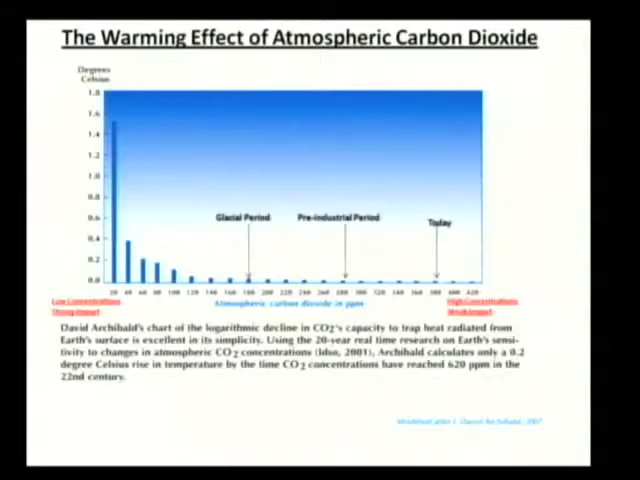 The Warming Effect of Atmospheric Carbon Dioxide
Degrees
Celsius
1.8
1.6
1.4
1.2
1.0
0.8
0.6
0.4
0.2
0.0
Glacial Period Pre-industrial Period Today
20 40 60 80 100 120 140 160 180 200 220 240 260 280 300 320 340 360 380 400 420
Atmospheric carbon dioxide in ppm
Low Concentrations
Strong Impact
High Concentrations
Weak Impact
David Archibald's chart of the logarithmic decline in CO2's capacity to trap heat radiated from
Earth's surface is excellent in its simplicity. Using the 20-year real time research on Earth's sensi-
tivity to changes in atmospheric CO2 concentrations (Idso, 2001), Archibald calculates only a 0.2
degree Celsius rise in temperature by the time CO2 concentrations have reached 620 ppm in the
22nd century.
Modified after Archibald, 2007